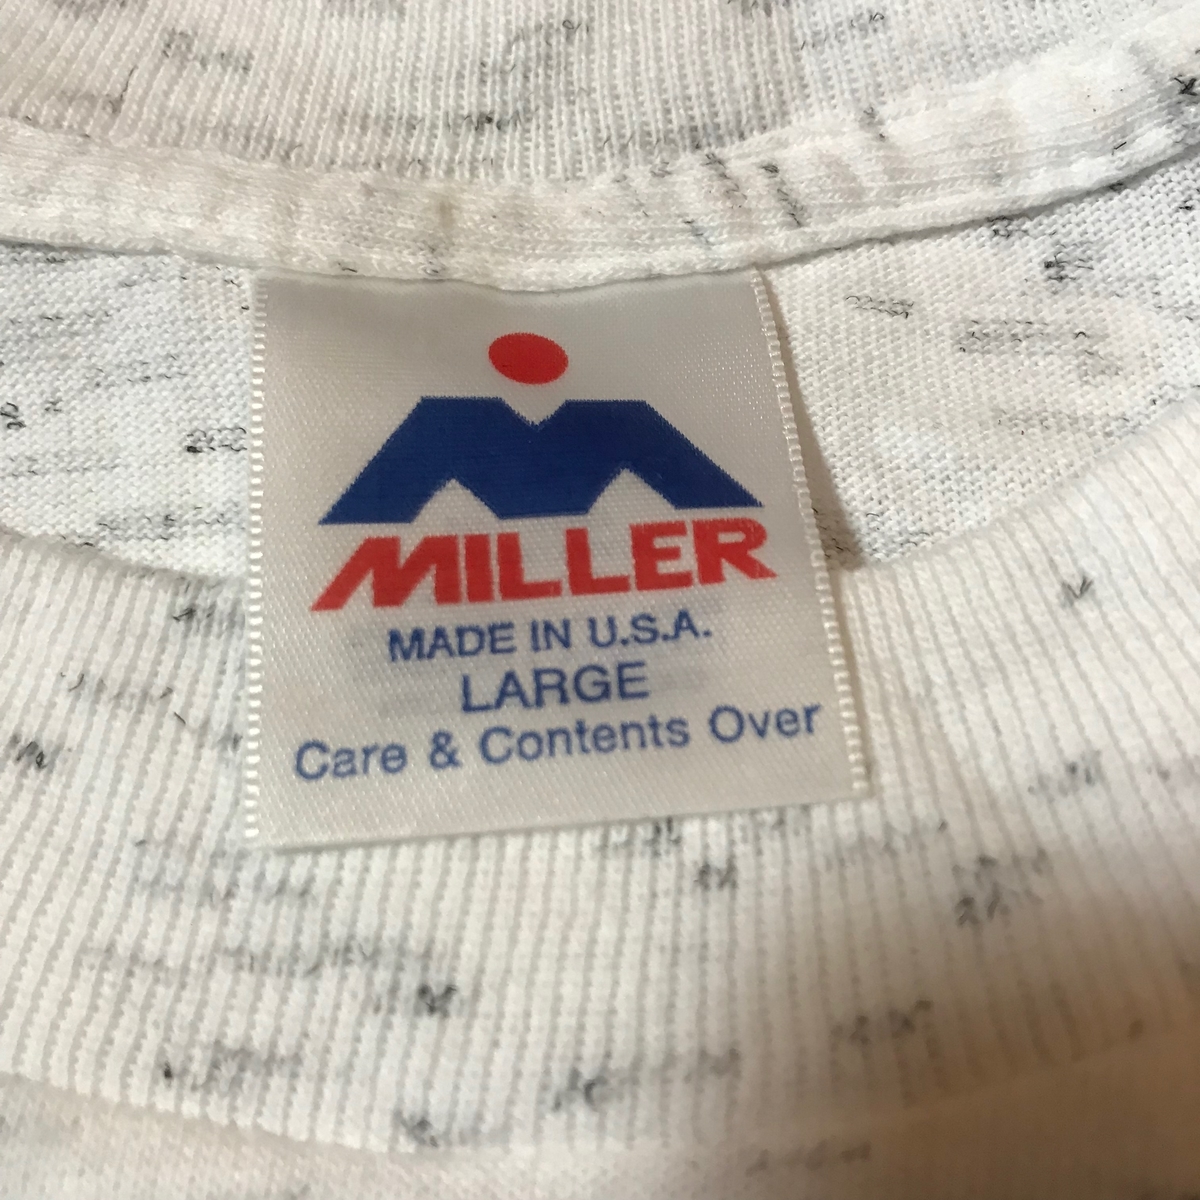 MILLER
MADE IN U.S.A.
LARGE
Care & Contents Over